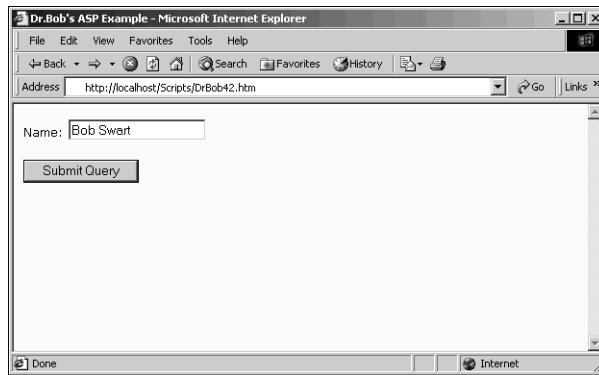 Dr.Bob's ASP Example - Microsoft Internet Explorer
File Edit View Favorites Tools Help
Back Search Favorites History
Address http://localhost/Scripts/DrBob42.htm Go Links »
Name: Bob Swart
Submit Query
Done Internet